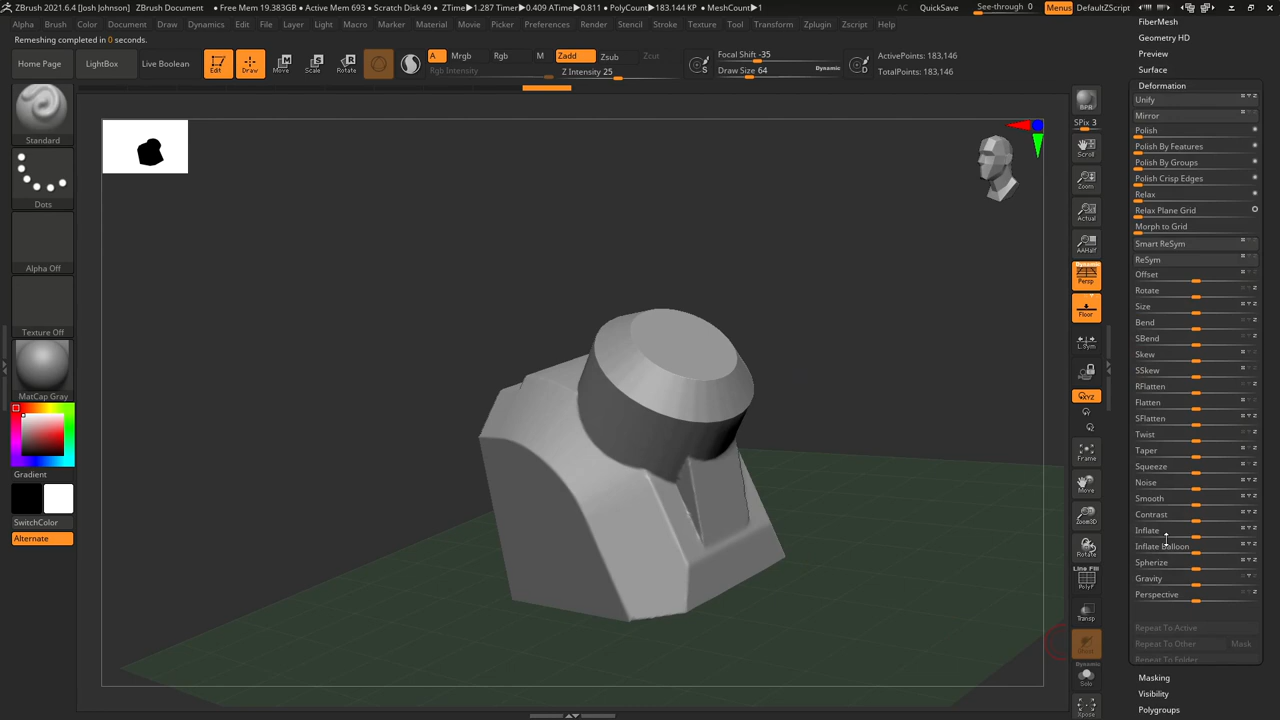 ZBrush 2021.6.4 [Josh Johnson] ZBrush Document • Free Mem 19.383GB • Active Mem 693 • Scratch Disk 49 • ZTime▶1.287 Timer▶0.409 ATime▶0.811 • PolyCount▶183.144 KP • MeshCount▶1
AC QuickSave See-through 0 Menus DefaultZScript
Alpha Brush Color Document Draw Dynamics Edit File Layer Light Macro Marker Material Movie Picker Preferences Render Stencil Stroke Texture Tool Transform Zplugin Zscript Help
Remeshing completed in 0 seconds.
Home Page LightBox Live Boolean
Edit Draw Move Scale Rotate
A Mrgb Rgb M Zadd Zsub Zcut
Rgb Intensity Z Intensity 25
S Focal Shift -35
Draw Size 64 Dynamic
D ActivePoints: 183,146
TotalPoints: 183,146
Standard
Dots
Alpha Off
Texture Off
MatCap Gray
Gradient
SwitchColor
Alternate
BPR
SPix 3
Scroll
Zoom
Actual
AAHalf
Dynamic
Persp
Floor
L.Sym
XYZ
Frame
Move
Zoom3D
Rotate
Line Fill
PolyF
Transp
Ghost
Dynamic
Solo
Xpose
FiberMesh
Geometry HD
Preview
Surface
Deformation
Unify
Mirror
Polish
Polish By Features
Polish By Groups
Polish Crisp Edges
Relax
Relax Plane Grid
Morph to Grid
Smart ReSym
ReSym
Offset
Rotate
Size
Bend
SBend
Skew
SSkew
RFlatten
Flatten
SFlatten
Twist
Taper
Squeeze
Noise
Smooth
Contrast
Inflate
Inflate Balloon
Spherize
Gravity
Perspective
Repeat To Active
Repeat To Other Mask
Repeat To Folder
Masking
Visibility
Polygroups